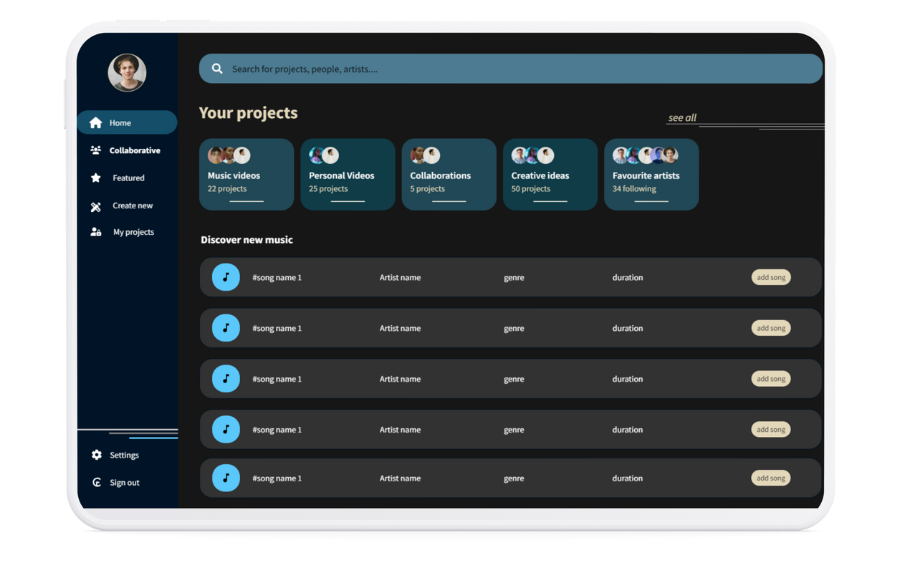 Search for projects, people, artists....
Home
Collaborative
Featured
Create new
My projects
Settings
Sign out
Your projects
see all
Music videos
22 projects
Personal Videos
25 projects
Collaborations
5 projects
Creative ideas
50 projects
Favourite artists
34 following
Discover new music
#song name 1 Artist name genre duration add song
#song name 1 Artist name genre duration add song
#song name 1 Artist name genre duration add song
#song name 1 Artist name genre duration add song
#song name 1 Artist name genre duration add song